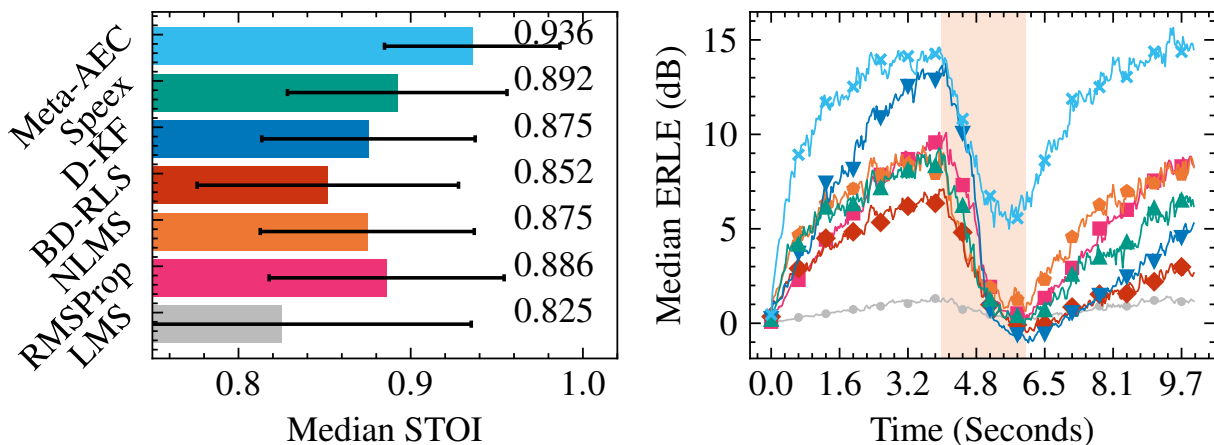 Meta-AEC
Speex
D-KF
BD-RLS
NLMS
RMSProp
LMS
0.936
0.892
0.875
0.852
0.875
0.886
0.825
0.8
0.9
1.0
Median STOI
Median ERLE (dB)
15
10
5
0
0.0
1.6
3.2
4.8
6.5
8.1
9.7
Time (Seconds)